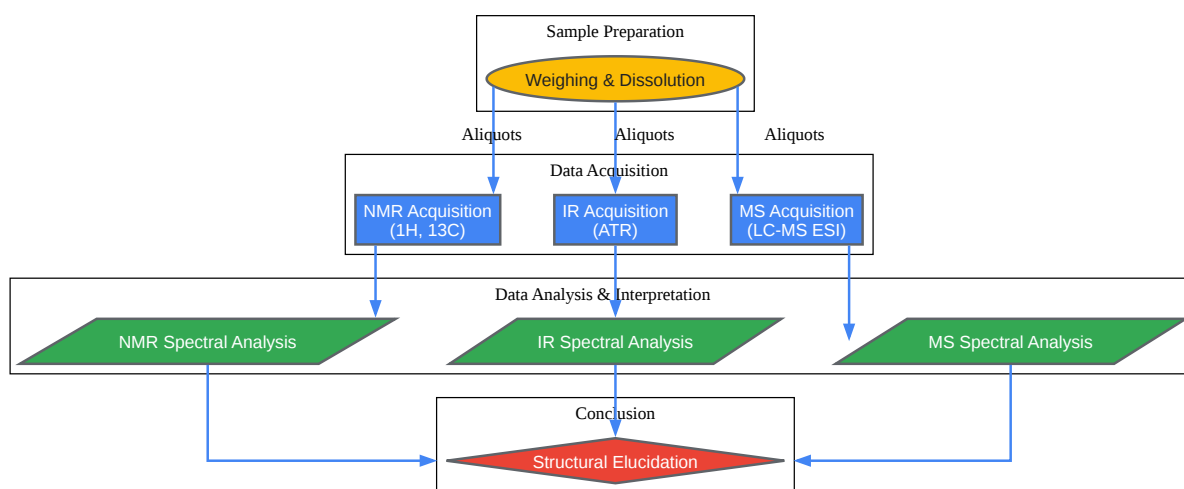 Sample Preparation
Weighing & Dissolution
Aliquots
Aliquots
Aliquots
Data Acquisition
NMR Acquisition
(1H, 13C)
IR Acquisition
(ATR)
MS Acquisition
(LC-MS ESI)
Data Analysis & Interpretation
NMR Spectral Analysis
IR Spectral Analysis
MS Spectral Analysis
Conclusion
Structural Elucidation